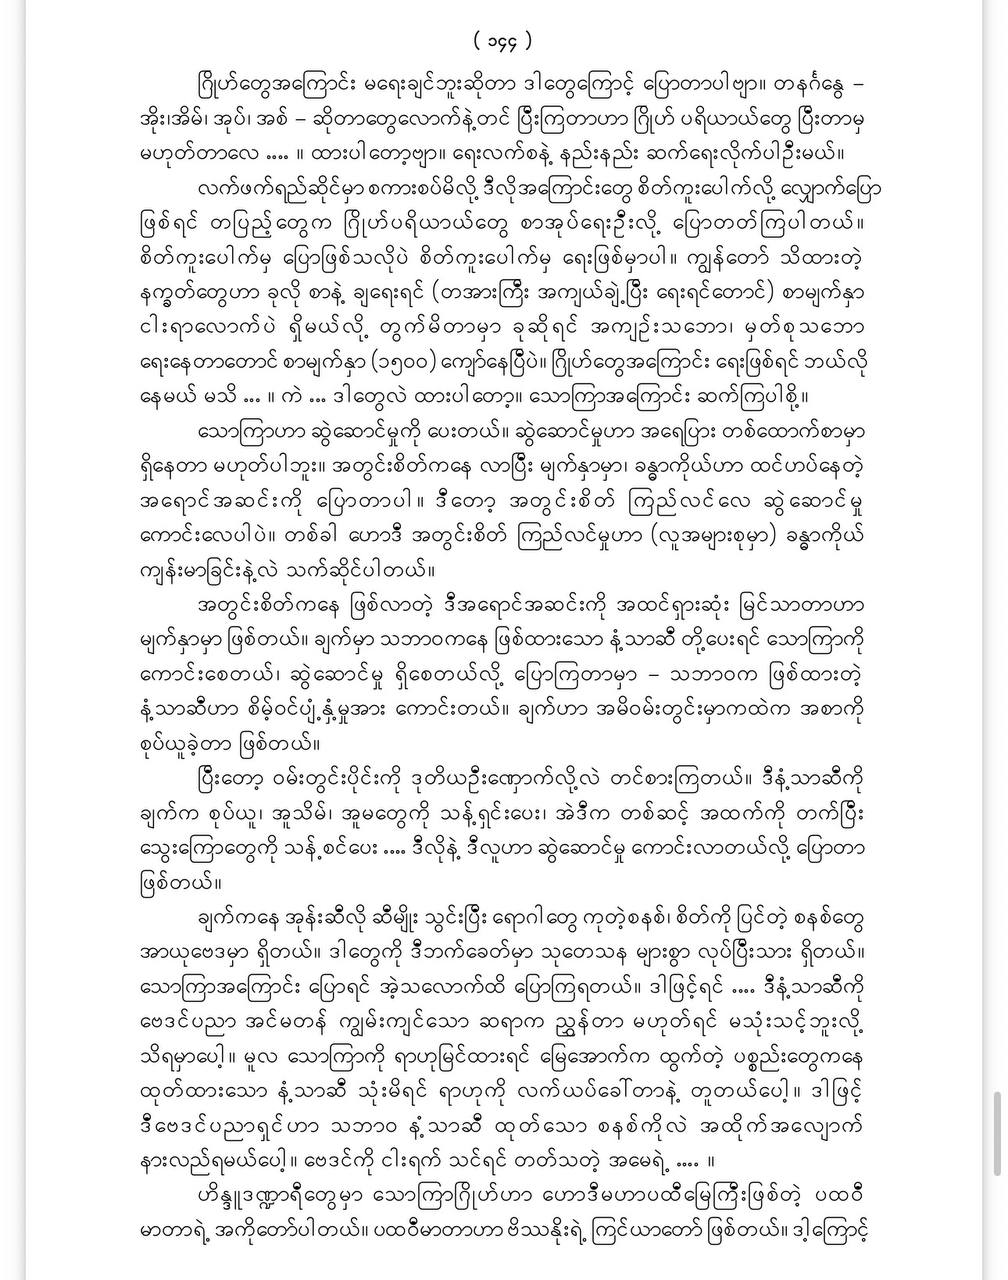 ( ၁၄၄ )
ဂြိုဟ်တွေအကြောင်း မရေးချင်ဘူးဆိုတာ ဒါတွေကြောင့် ပြောတာပါဗျာ။ တနင်္ဂနွေ –
အိုး၊အိမ်၊ အုပ်၊ အစ် – ဆိုတာတွေလောက်နဲ့တင် ပြီးကြတာဟာ ဂြိုဟ် ပရိယာယ်တွေ ပြီးတာမှ
မဟုတ်တာလေ .... ။ ထားပါတော့ဗျာ။ ရေးလက်စနဲ့ နည်းနည်း ဆက်ရေးလိုက်ပါဦးမယ်။
လက်ဖက်ရည်ဆိုင်မှာ စကားစပ်မိလို့ ဒီလိုအကြောင်းတွေ စိတ်ကူးပေါက်လို့ လျှောက်ပြော
ဖြစ်ရင် တပြည့်တွေက ဂြိုဟ်ပရိယာယ်တွေ စာအုပ်ရေးဦးလို့ ပြောတတ်ကြပါတယ်။
စိတ်ကူးပေါက်မှ ပြောဖြစ်သလိုပဲ စိတ်ကူးပေါက်မှ ရေးဖြစ်မှာပါ။ ကျွန်တော် သိထားတဲ့
နက္ခတ်တွေဟာ ခုလို စာနဲ့ ချရေးရင် (တအားကြီး အကျယ်ချဲ့ပြီး ရေးရင်တောင်) စာမျက်နှာ
ငါးရာလောက်ပဲ ရှိမယ်လို့ တွက်မိတာမှာ ခုဆိုရင် အကျဉ်းသဘော၊ မှတ်စုသဘော
ရေးနေတာတောင် စာမျက်နှာ (၁၅၀၀) ကျော်နေပြီပဲ။ ဂြိုဟ်တွေအကြောင်း ရေးဖြစ်ရင် ဘယ်လို
နေမယ် မသိ ... ။ ကဲ ... ဒါတွေလဲ ထားပါတော့။ သောကြာအကြောင်း ဆက်ကြပါစို့။
သောကြာဟာ ဆွဲဆောင်မှုကို ပေးတယ်။ ဆွဲဆောင်မှုဟာ အရေပြား တစ်ထောက်စာမှာ
ရှိနေတာ မဟုတ်ပါဘူး။ အတွင်းစိတ်ကနေ လာပြီး မျက်နှာမှာ၊ ခန္ဓာကိုယ်ဟာ ထင်ဟပ်နေတဲ့
အရောင်အဆင်းကို ပြောတာပါ။ ဒီတော့ အတွင်းစိတ် ကြည်လင်လေ ဆွဲဆောင်မှု
ကောင်းလေပါပဲ။ တစ်ခါ ဟောဒီ အတွင်းစိတ် ကြည်လင်မှုဟာ (လူအများစုမှာ) ခန္ဓာကိုယ်
ကျန်းမာခြင်းနဲ့လဲ သက်ဆိုင်ပါတယ်။
အတွင်းစိတ်ကနေ ဖြစ်လာတဲ့ ဒီအရောင်အဆင်းကို အထင်ရှားဆုံး မြင်သာတာဟာ
မျက်နှာမှာ ဖြစ်တယ်။ ချက်မှာ သဘာဝကနေ ဖြစ်ထားသော နံ့သာဆီ တို့ပေးရင် သောကြာကို
ကောင်းစေတယ်၊ ဆွဲဆောင်မှု ရှိစေတယ်လို့ ပြောကြတာမှာ – သဘာဝက ဖြစ်ထားတဲ့
နံ့သာဆီဟာ စိမ့်ဝင်ပျံ့နှံ့မှုအား ကောင်းတယ်။ ချက်ဟာ အမိဝမ်းတွင်းမှာကထဲက အစာကို
စုပ်ယူခဲ့တာ ဖြစ်တယ်။
ပြီးတော့ ဝမ်းတွင်းပိုင်းကို ဒုတိယဦးဏှောက်လို့လဲ တင်စားကြတယ်။ ဒီနံ့သာဆီကို
ချက်က စုပ်ယူ၊ အူသိမ်၊ အူမတွေကို သန့်ရှင်းပေး၊ အဲဒီက တစ်ဆင့် အထက်ကို တက်ပြီး
သွေးကြောတွေကို သန့်စင်ပေး .... ဒီလိုနဲ့ ဒီလူဟာ ဆွဲဆောင်မှု ကောင်းလာတယ်လို့ ပြောတာ
ဖြစ်တယ်။
ချက်ကနေ အုန်းဆီလို ဆီမျိုး သွင်းပြီး ရောဂါတွေ ကုတဲ့စနစ်၊ စိတ်ကို ပြင်တဲ့ စနစ်တွေ
အာယုဗေဒမှာ ရှိတယ်။ ဒါတွေကို ဒီဘက်ခေတ်မှာ သုတေသန များစွာ လုပ်ပြီးသား ရှိတယ်။
သောကြာအကြောင်း ပြောရင် အဲ့သလောက်ထိ ပြောကြရတယ်။ ဒါဖြင့်ရင် .... ဒီနံ့သာဆီကို
ဗေဒင်ပညာ အင်မတန် ကျွမ်းကျင်သော ဆရာက ညွှန်တာ မဟုတ်ရင် မသုံးသင့်ဘူးလို့
သိရမှာပေါ့။ မူလ သောကြာကို ရာဟုမြင်ထားရင် မြေအောက်က ထွက်တဲ့ ပစ္စည်းတွေကနေ
ထုတ်ထားသော နံ့သာဆီ သုံးမိရင် ရာဟုကို လက်ယပ်ခေါ်တာနဲ့ တူတယ်ပေါ့။ ဒါဖြင့်
ဒီဗေဒင်ပညာရှင်ဟာ သဘာဝ နံ့သာဆီ ထုတ်သော စနစ်ကိုလဲ အထိုက်အလျောက်
နားလည်ရမယ်ပေါ့။ ဗေဒင်ကို ငါးရက် သင်ရင် တတ်သတဲ့ အမေရဲ့ .... ။
ဟိန္ဒူဒဏ္ဍာရီတွေမှာ သောကြာဂြိုဟ်ဟာ ဟောဒီမဟာပထဝီမြေကြီးဖြစ်တဲ့ ပထဝီ
မာတာရဲ့ အကိုတော်ပါတယ်။ ပထဝီမာတာဟာ ဗိဿနိုးရဲ့ ကြင်ယာတော် ဖြစ်တယ်။ ဒါ့ကြောင့်